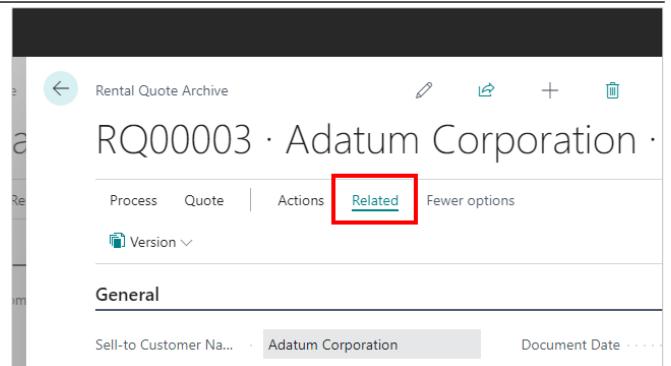 Rental Quote Archive
RQ00003 · Adatum Corporation ·
Process Quote Actions Related Fewer options
Version
General
Sell-to Customer Na... Adatum Corporation Document Date